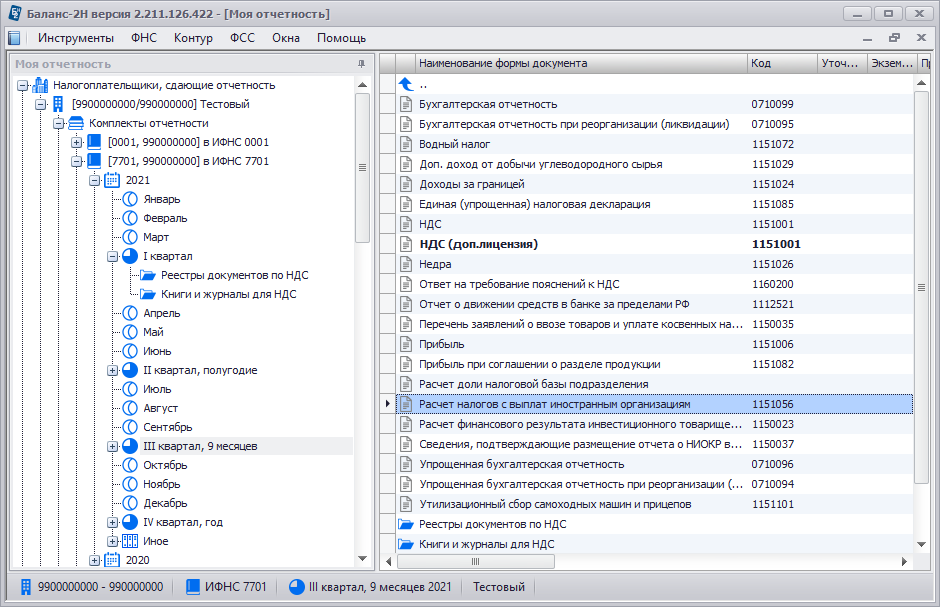 Баланс-2Н версия 2.211.126.422 - [Моя отчетность]
Инструменты ФНС Контур ФСС Окна Помощь
Моя отчетность
Налогоплательщики, сдающие отчетность
[9900000000/990000000] Тестовый
Комплекты отчетности
[0001, 990000000] в ИФНС 0001
[7701, 990000000] в ИФНС 7701
2021
Январь
Февраль
Март
I квартал
Реестры документов по НДС
Книги и журналы для НДС
Апрель
Май
Июнь
II квартал, полугодие
Июль
Август
Сентябрь
III квартал, 9 месяцев
Октябрь
Ноябрь
Декабрь
IV квартал, год
Иное
2020
Наименование формы документа Код Уточ... Экзем... Пр
..
Бухгалтерская отчетность 0710099
Бухгалтерская отчетность при реорганизации (ликвидации) 0710095
Водный налог 1151072
Доп. доход от добычи углеводородного сырья 1151029
Доходы за границей 1151024
Единая (упрощенная) налоговая декларация 1151085
НДС 1151001
НДС (доп.лицензия) 1151001
Недра 1151026
Ответ на требование пояснений к НДС 1160200
Отчет о движении средств в банке за пределами РФ 1112521
Перечень заявлений о ввозе товаров и уплате косвенных на... 1150035
Прибыль 1151006
Прибыль при соглашении о разделе продукции 1151082
Расчет доли налоговой базы подразделения
Расчет налогов с выплат иностранным организациям 1151056
Расчет финансового результата инвестиционного товарище... 1150023
Сведения, подтверждающие размещение отчета о НИОКР в... 1150037
Упрощенная бухгалтерская отчетность 0710096
Упрощенная бухгалтерская отчетность при реорганизации (... 0710094
Утилизационный сбор самоходных машин и прицепов 1151101
Реестры документов по НДС
Книги и журналы для НДС
9900000000 - 990000000 ИФНС 7701 III квартал, 9 месяцев 2021 Тестовый